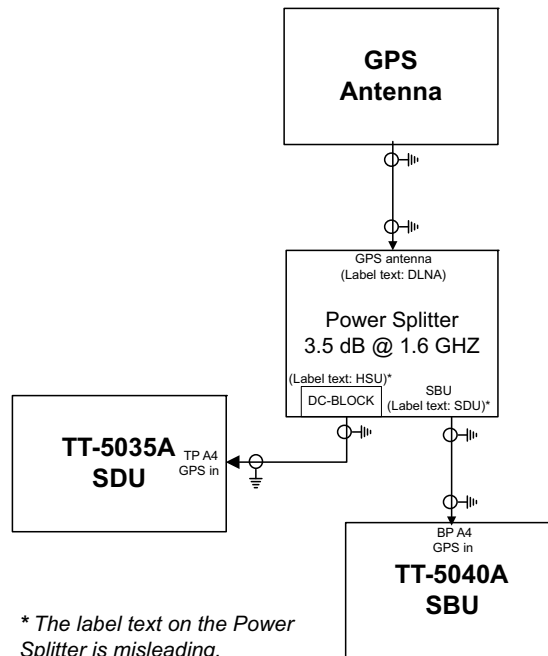 GPS
Antenna
GPS antenna
(Label text: DLNA)
Power Splitter
3.5 dB @ 1.6 GHZ
(Label text: HSU)*
DC-BLOCK
SBU
(Label text: SDU)*
TT-5035A
SDU
TP A4
GPS in
BP A4
GPS in
TT-5040A
SBU
* The label text on the Power
Splitter is misleading.